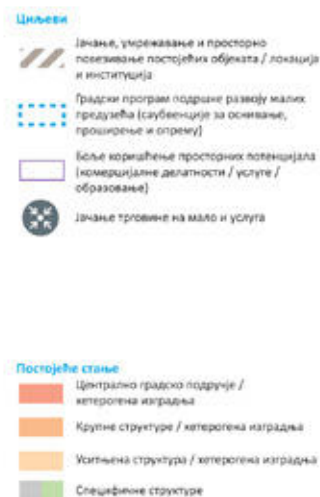 Циљеви
Јачање, умрежавање и просторно
повезивање постојећих објеката / локација
и институција
Градски програм подршке развоју малих
предузећа (саубвенције за оснивање,
проширење и опрему)
Боље коришћење просторних потенцијала
(комерцијалне делатности / услуге /
образовање)
Јачање трговине на мало и услуга
Постојеће стање
Централно градско подручје /
хетерогена изградња
Крупне структуре / хетерогена изградња
Уситњена структура / хетерогена изградња
Специфичне структуре